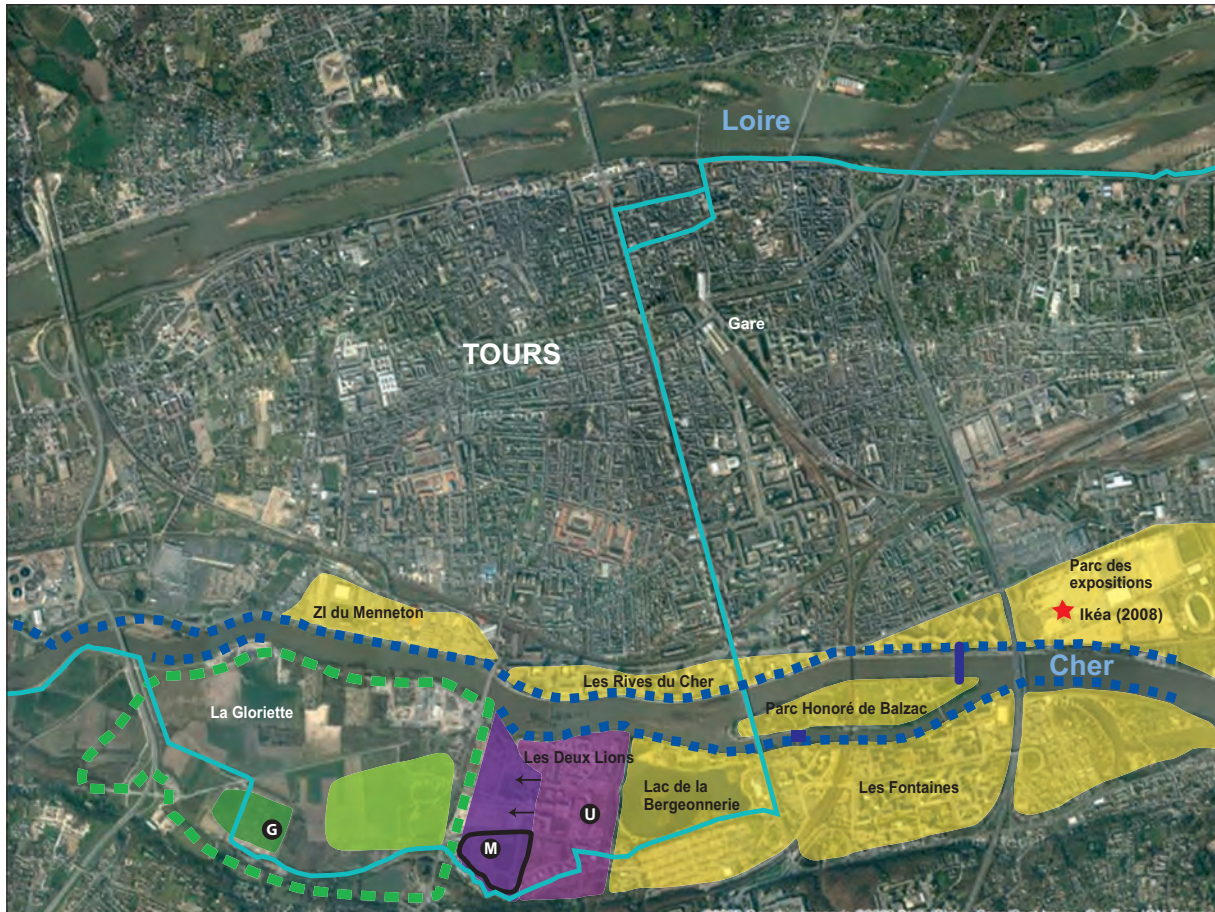 Loire
Gare
TOURS
Parc des
expositions
Ikéa (2008)
ZI du Menneton
Cher
Les Rives du Cher
Parc Honoré de Balzac
La Gloriette
Les Deux Lions
Lac de la
Bergeonnerie
Les Fontaines
U
G
M